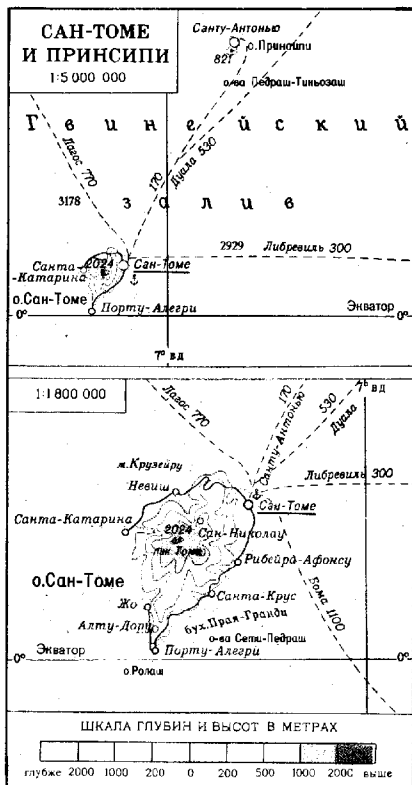 САН-ТОМЕ
И ПРИНСИПИ
1:5 000 000
Санту-Антонью
о. Принсипи
821
о-ва Педраш-Тиньозаш
Гвинейский
залив
Лагос 770
170
Дуала 530
3178
2929
Либревиль 300
2024
Санта-
-Катарина
Сан-Томе
о.Сан-Томе
Порту-Алегри
Экватор
0°
0°
7° вд
1:1 800 000
7° вд
Лагос 770
170
Санту-Антонью
530
Дуала
Либревиль 300
м.Крузейру
Невиш
Сан-Томе
Санта-Катарина
2024
Сан-Николау
пик Томе
Рибейра-Афонсу
о.Сан-Томе
Санта-Крус
Жо
бух. Прая-Гранди
Алту-Дору
о-ва Сети-Педраш
Бома 1100
Порту-Алегри
Экватор
0°
0°
о.Ролаш
ШКАЛА ГЛУБИН И ВЫСОТ В МЕТРАХ
глубже 2000 1000 200 0 200 500 1000 2000 выше